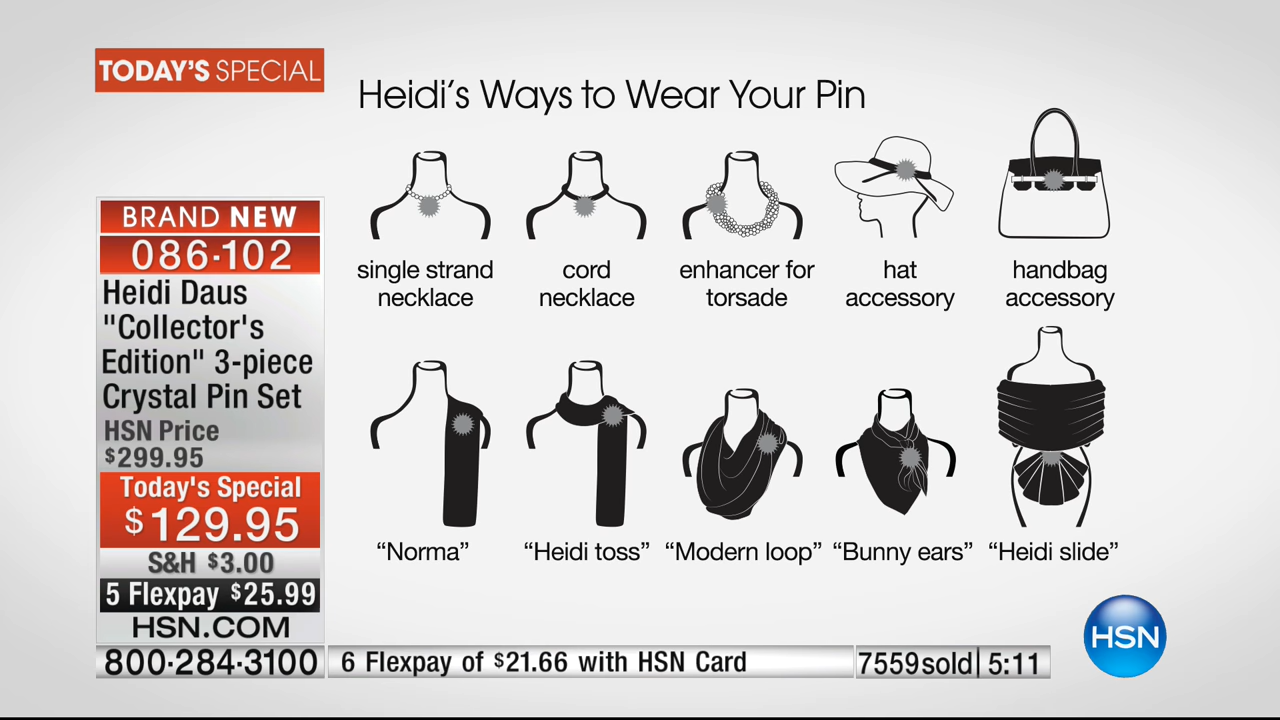 TODAY'S SPECIAL
Heidi's Ways to Wear Your Pin
single strand
necklace
cord
necklace
enhancer for
torsade
hat
accessory
handbag
accessory
"Norma"
"Heidi toss"
"Modern loop"
"Bunny ears"
"Heidi slide"
BRAND NEW
086·102
Heidi Daus
"Collector's
Edition" 3-piece
Crystal Pin Set
HSN Price
$299.95
Today's Special
$129.95
S&H $3.00
5 Flexpay $25.99
HSN.COM
800·284·3100
6 Flexpay of $21.66 with HSN Card
7559 sold | 5:11
HSN